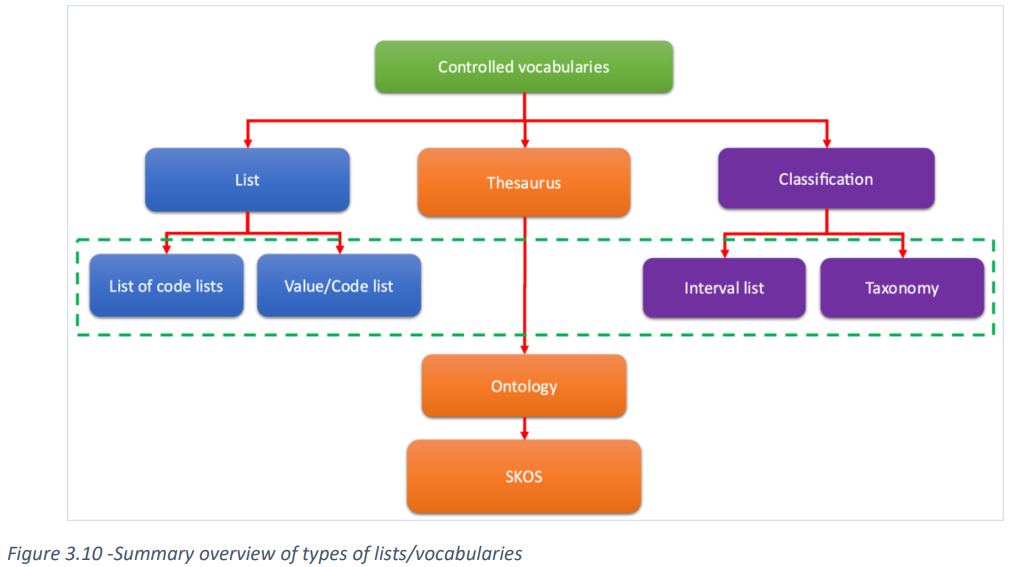 Controlled vocabularies
List
Thesaurus
Classification
List of code lists
Value/Code list
Interval list
Taxonomy
Ontology
SKOS
Figure 3.10 -Summary overview of types of lists/vocabularies